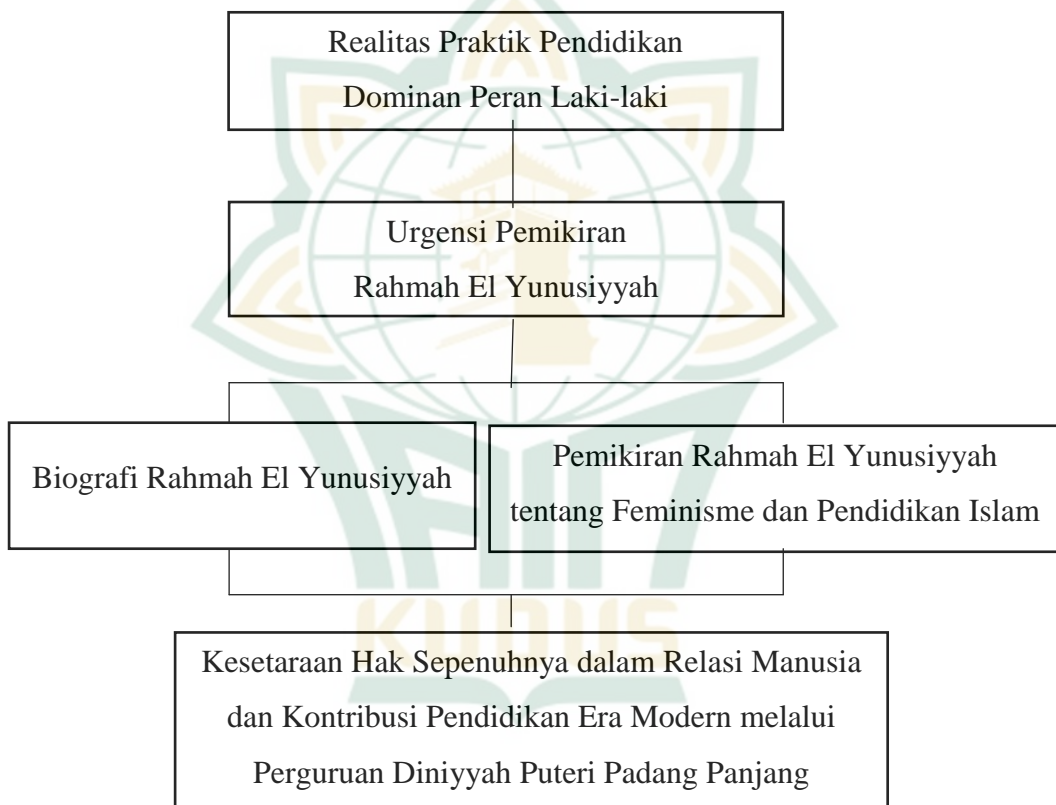 Realitas Praktik Pendidikan
Dominan Peran Laki-laki
Urgensi Pemikiran
Rahmah El Yunusiyyah
Biografi Rahmah El Yunusiyyah
Pemikiran Rahmah El Yunusiyyah
tentang Feminisme dan Pendidikan Islam
KUDUS
Kesetaraan Hak Sepenuhnya dalam Relasi Manusia
dan Kontribusi Pendidikan Era Modern melalui
Perguruan Diniyyah Puteri Padang Panjang